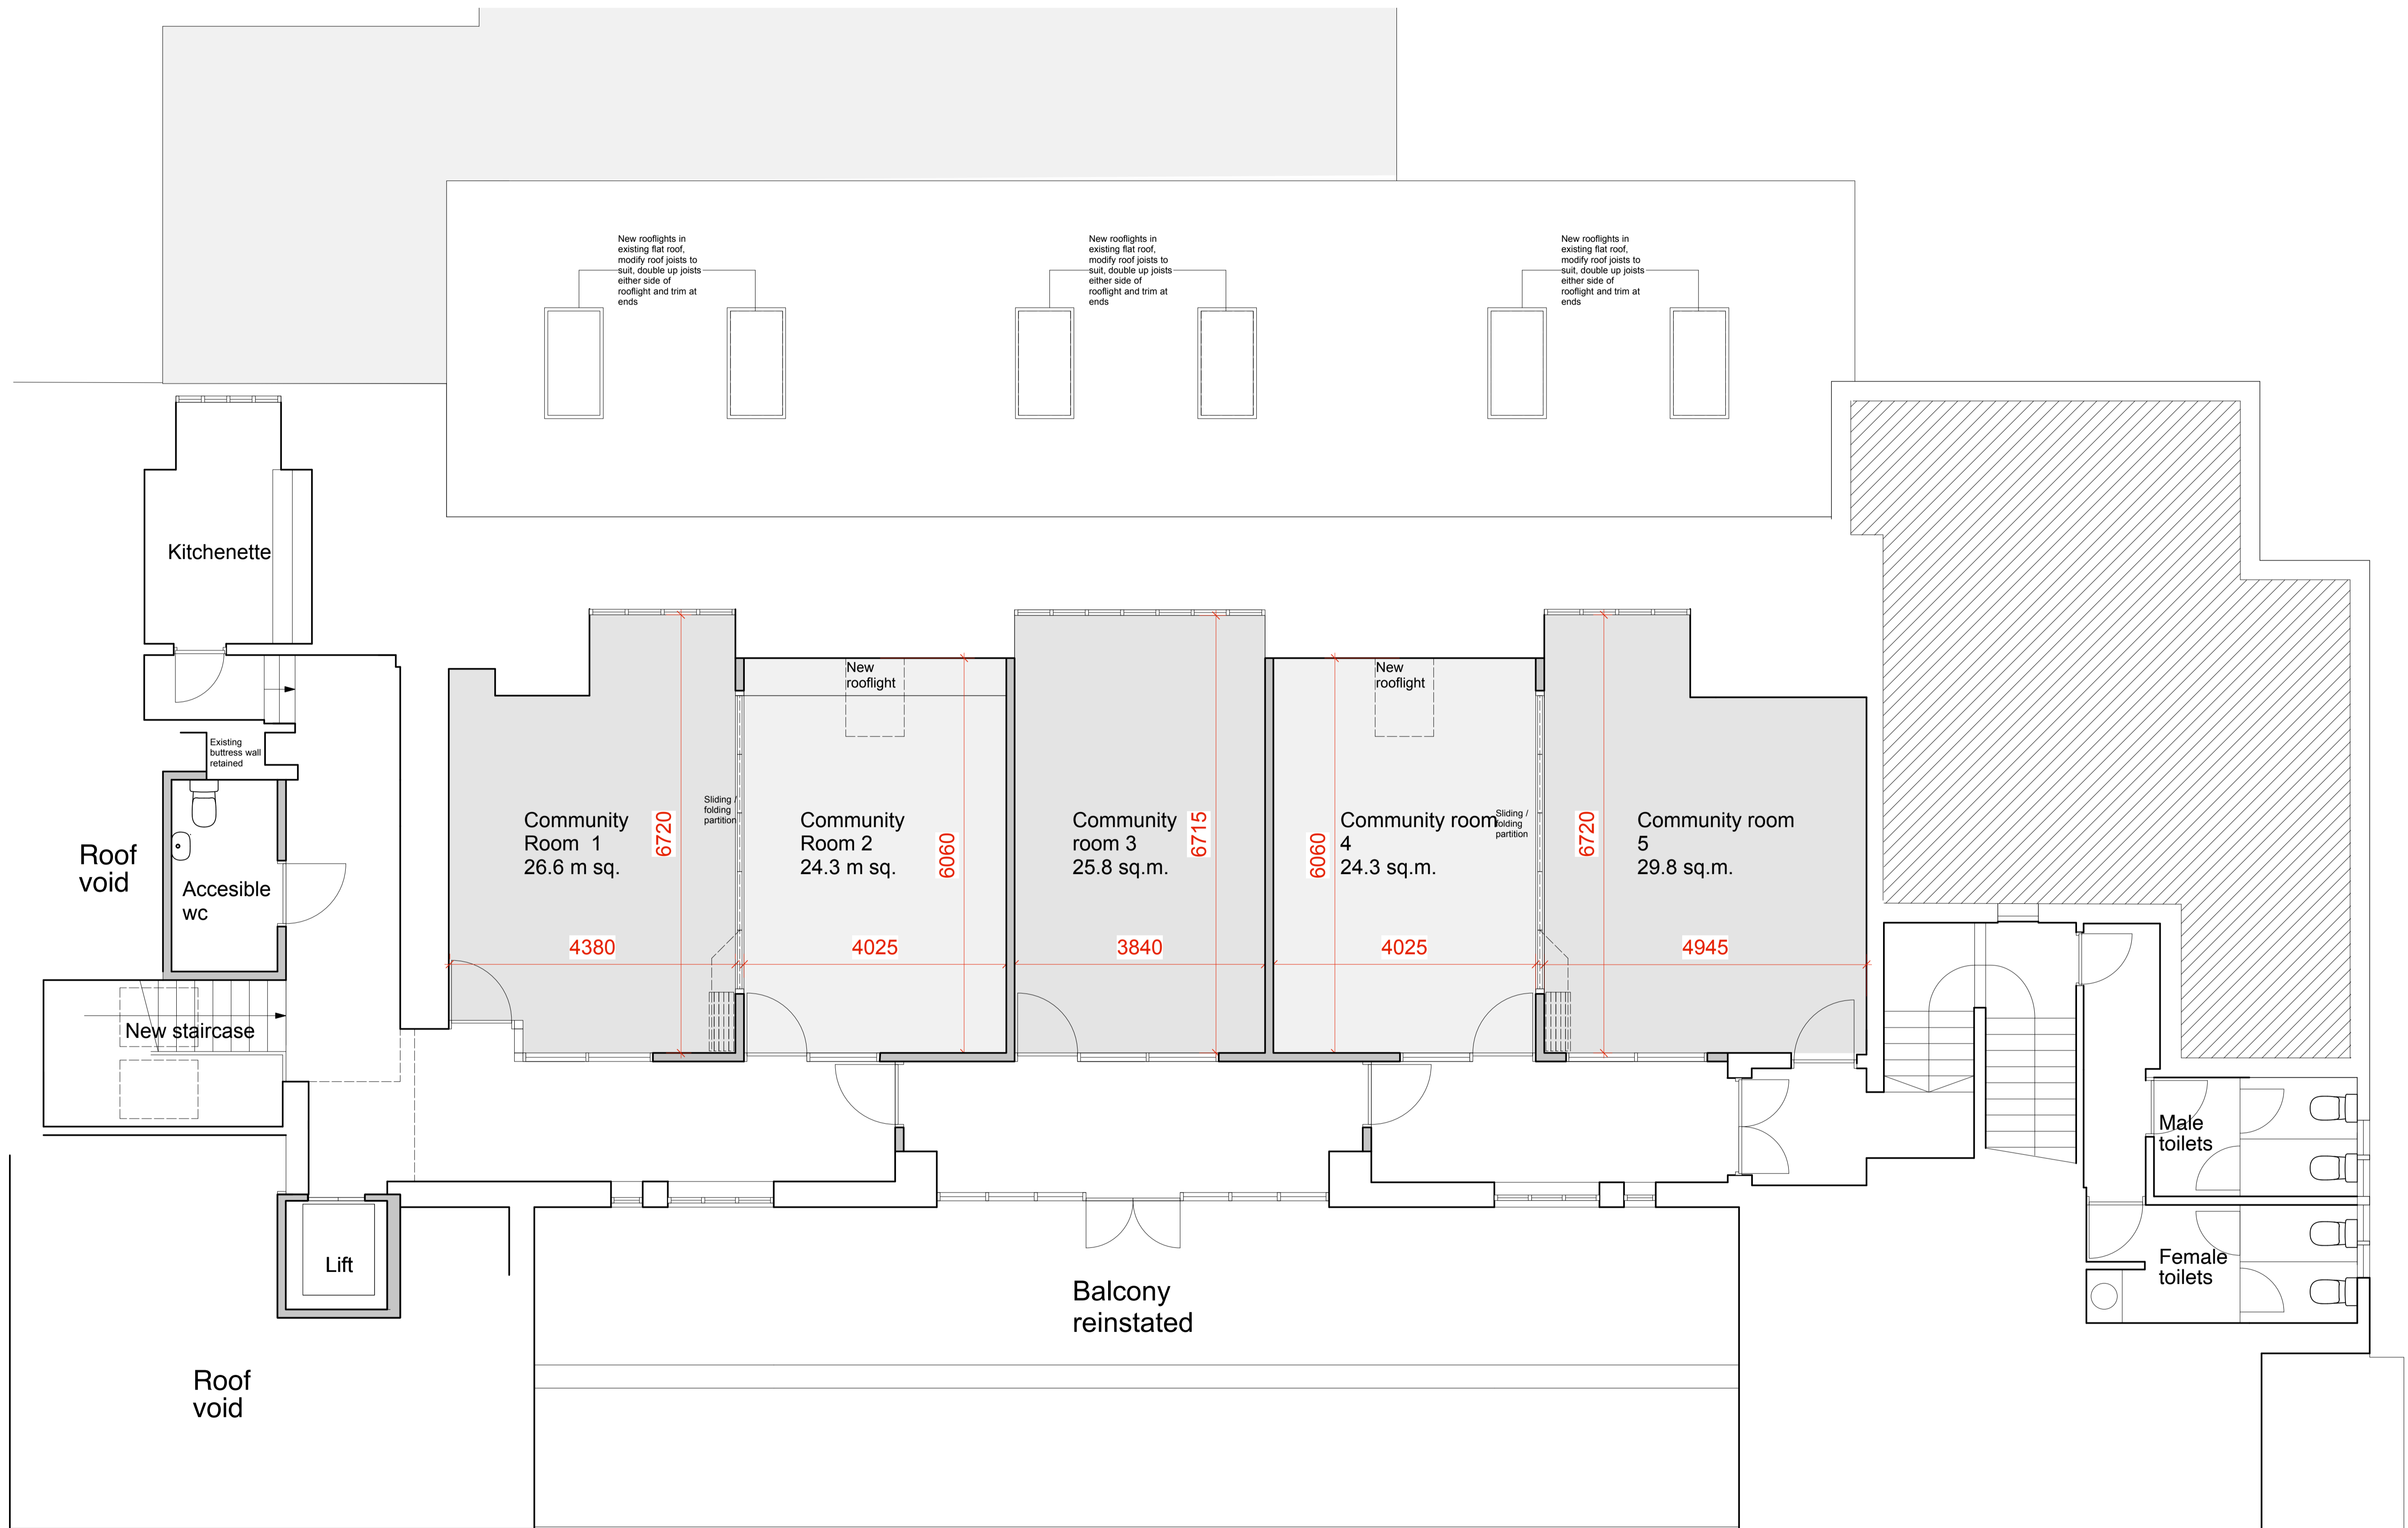 New rooflights in
existing flat roof,
modify roof joists to
suit, double up joists
either side of
rooflight and trim at
ends
New rooflights in
existing flat roof,
modify roof joists to
suit, double up joists
either side of
rooflight and trim at
ends
New rooflights in
existing flat roof,
modify roof joists to
suit, double up joists
either side of
rooflight and trim at
ends
Kitchenette
Existing
buttress wall
retained
Roof
void
Accesible
wc
New staircase
Lift
Roof
void
Community
Room 1
26.6 m sq.
6720
4380
Sliding /
folding
partition
New
rooflight
Community
Room 2
24.3 m sq.
6060
4025
Community
room 3
25.8 sq.m.
6715
3840
New
rooflight
6060
Community room
4
24.3 sq.m.
4025
Sliding /
folding
partition
6720
Community room
5
29.8 sq.m.
4945
Male
toilets
Female
toilets
Balcony
reinstated